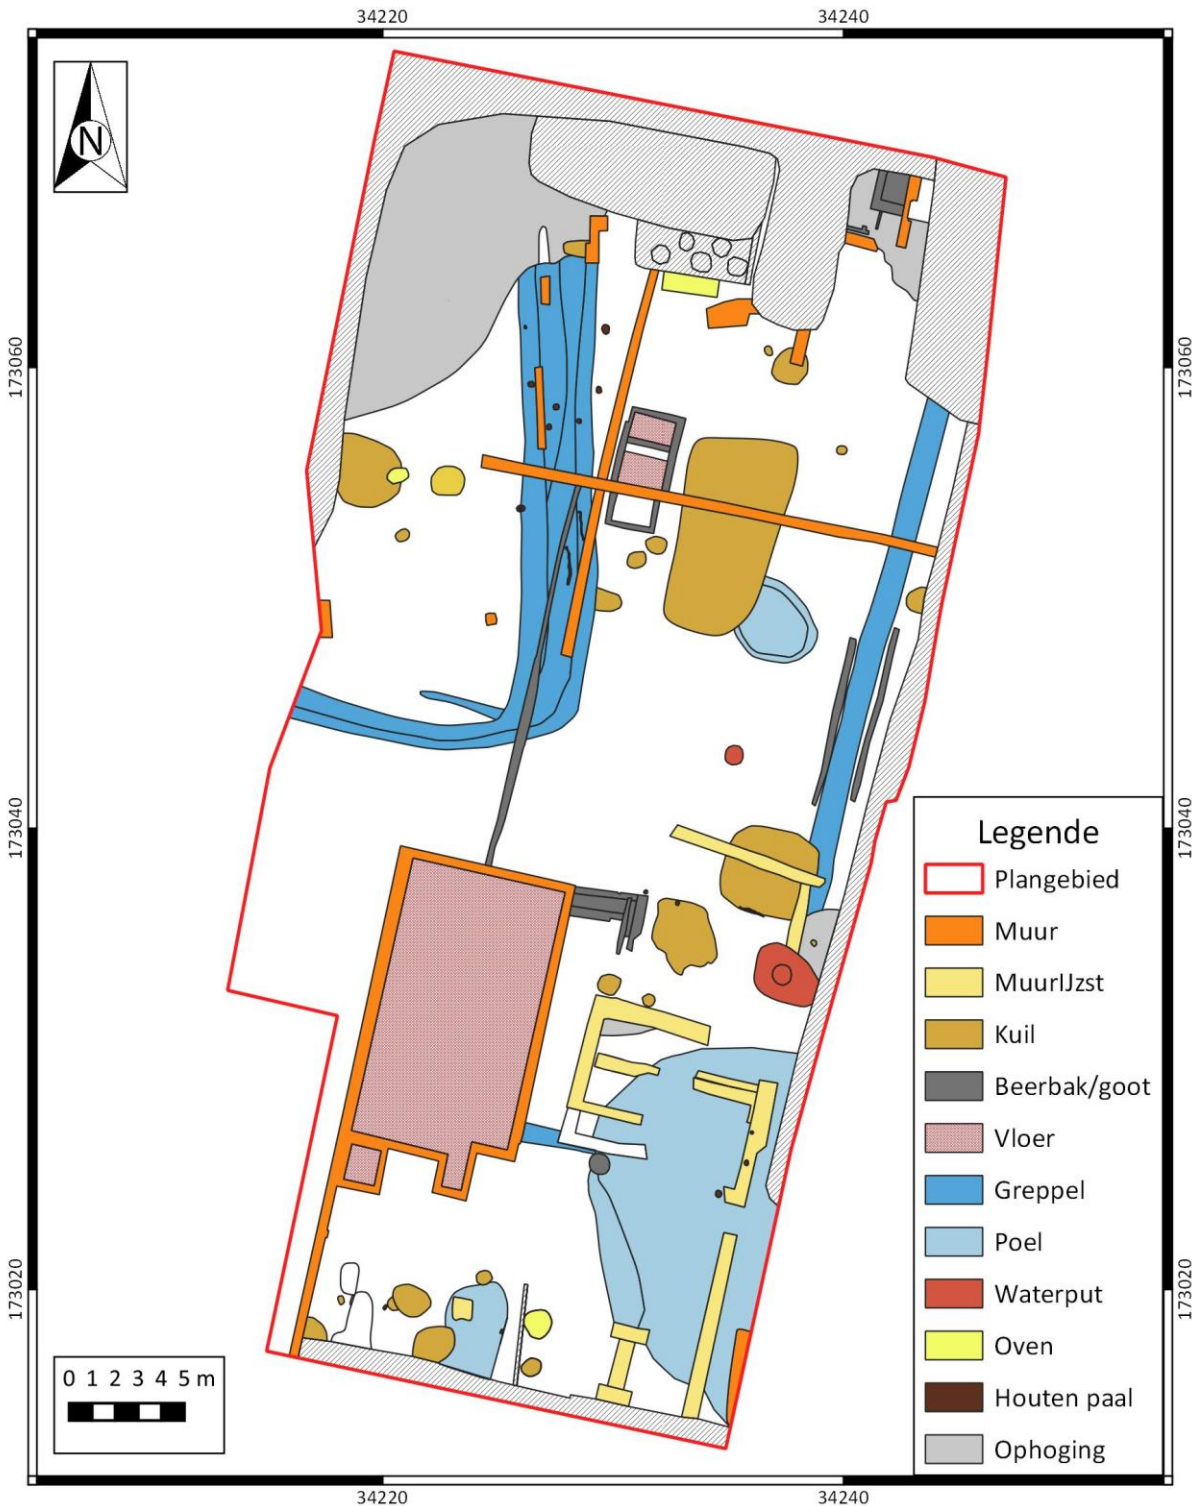 34220
34240
N
173060
173060
173040
173040
Legende
Plangebied
Muur
MuurIJzst
Kuil
Beerbak/goot
Vloer
Greppel
Poel
Waterput
Oven
Houten paal
Ophoging
173020
173020
0 1 2 3 4 5 m
34220
34240